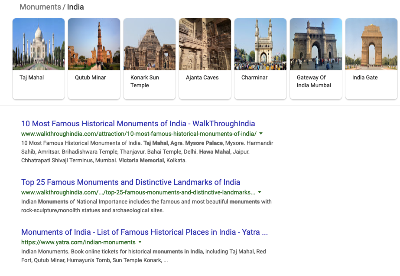 Monuments / India
Taj Mahal
Qutub Minar
Konark Sun
Temple
Ajanta Caves
Charminar
Gateway Of
India Mumbai
India Gate
10 Most Famous Historical Monuments of India - WalkThroughIndia
www.walkthroughindia.com/attraction/10-most-famous-historical-monuments-of-india/
10 Most Famous Historical Monuments of India. Taj Mahal, Agra. Mysore Palace, Mysore. Harmandir
Sahib, Amritsar. Brihadishwara Temple, Thanjavur. Bahai Temple, Delhi. Hawa Mahal, Jaipur.
Chhatrapati Shivaji Terminus, Mumbai. Victoria Memorial, Kolkata.
Top 25 Famous Monuments and Distinctive Landmarks of India
www.walkthroughindia.com/.../top-25-famous-monuments-and-distinctive-landmarks...
Indian Monuments of National Importance includes the famous and most beautiful monuments with
rock-sculpture,monolith statues and archaeological sites.
Monuments of India - List of Famous Historical Places in India - Yatra ...
https://www.yatra.com/indian-monuments
Indian Monuments. Book online tickets for historical monuments in India, including Taj Mahal, Red
Fort, Qutub Minar, Humayun's Tomb, Sun Temple Konark, ...